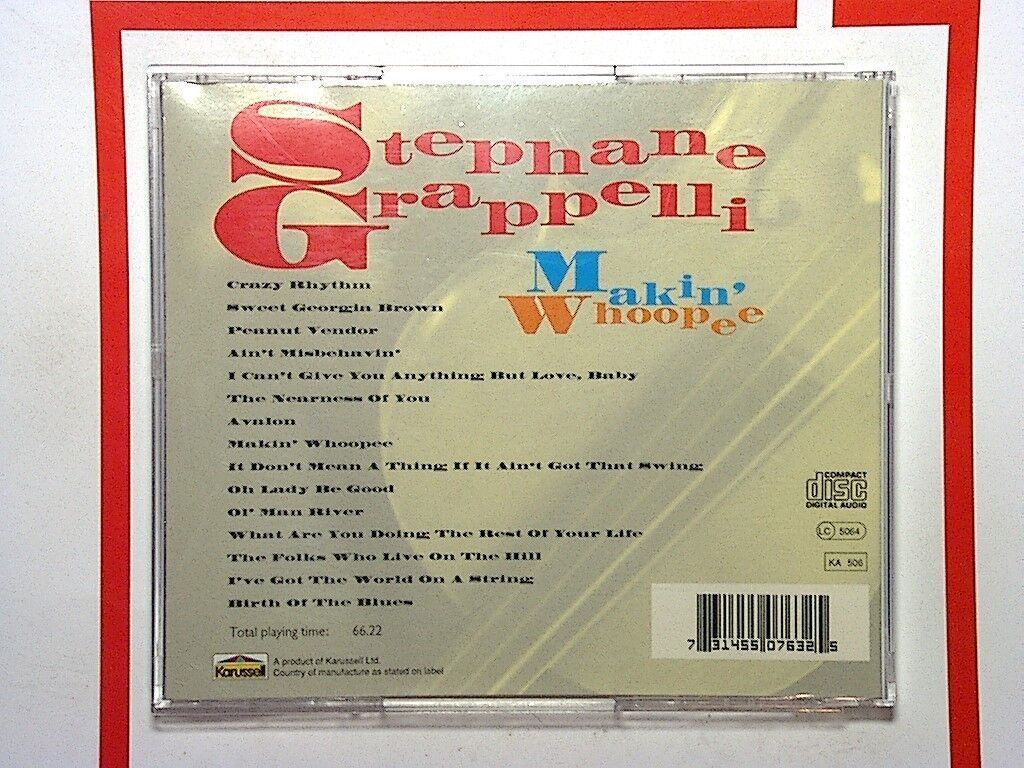 Stephane
Grappelli
Makin'
Whoopee
Crazy Rhythm
Sweet Georgia Brown
Peanut Vendor
Ain't Misbehavin'
I Can't Give You Anything But Love, Baby
The Nearness Of You
Avalon
Makin' Whoopee
It Don't Mean A Thing If It Ain't Got That Swing
Oh Lady Be Good
Ol' Man River
What Are You Doing The Rest Of Your Life
The Folks Who Live On The Hill
I've Got The World On A String
Birth Of The Blues
Total playing time: 66.22
Karussell
A product of Karussell Ltd.
Country of manufacture as stated on label
COMPACT
disc
DIGITAL AUDIO
LC 5064
KA 506
7 31455 07632 5